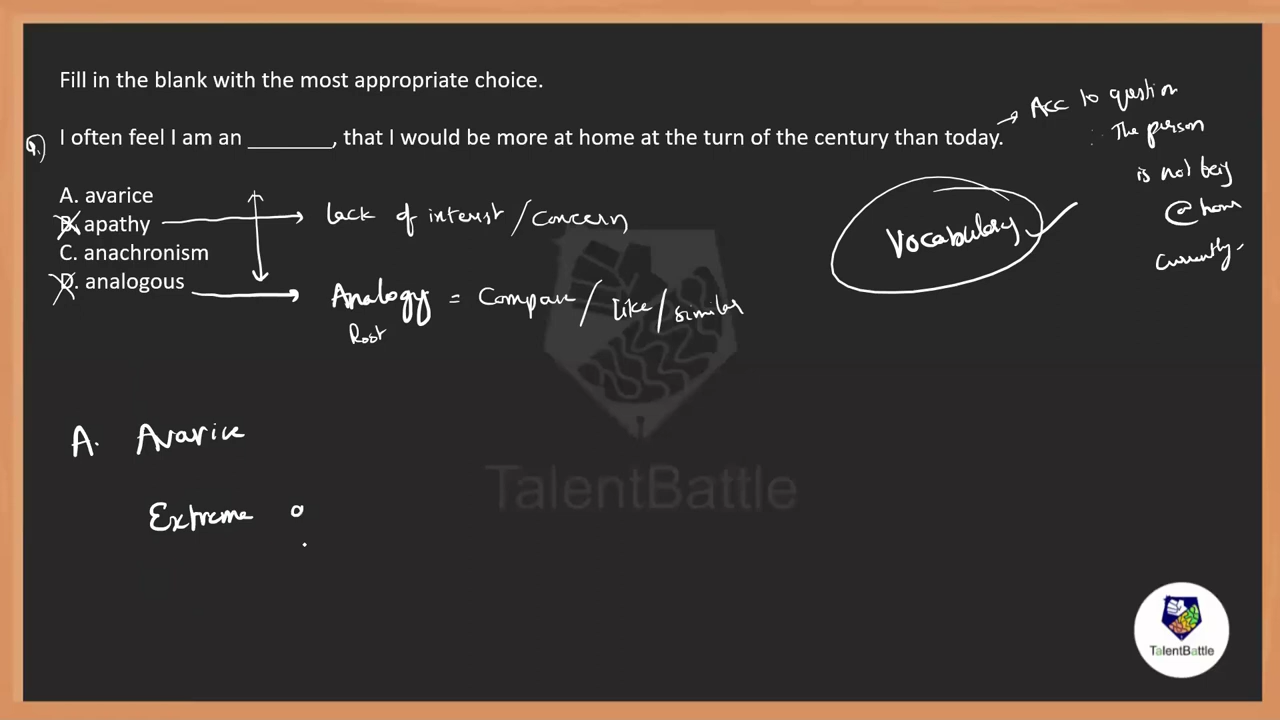 Fill in the blank with the most appropriate choice.
Q.) I often feel I am an ________, that I would be more at home at the turn of the century than today.
→ Acc to question
∴ The person
is not being
@ home
currently.
A. avarice
B. apathy → Lack of interest / concern
C. anachronism
D. analogous → Analogy = Compare / like / similar
Root
Vocabulary
A. Avarice
Extreme
TalentBattle
TalentBattle